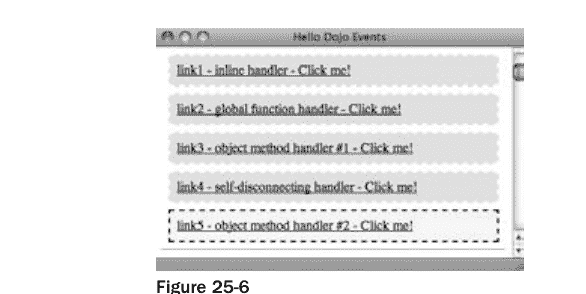 Hello Dojo Events
link1 - inline handler - Click me!
link2 - global function handler - Click me!
link3 - object method handler #1 - Click me!
link4 - self-disconnecting handler - Click me!
link5 - object method handler #2 - Click me!
Figure 25-6